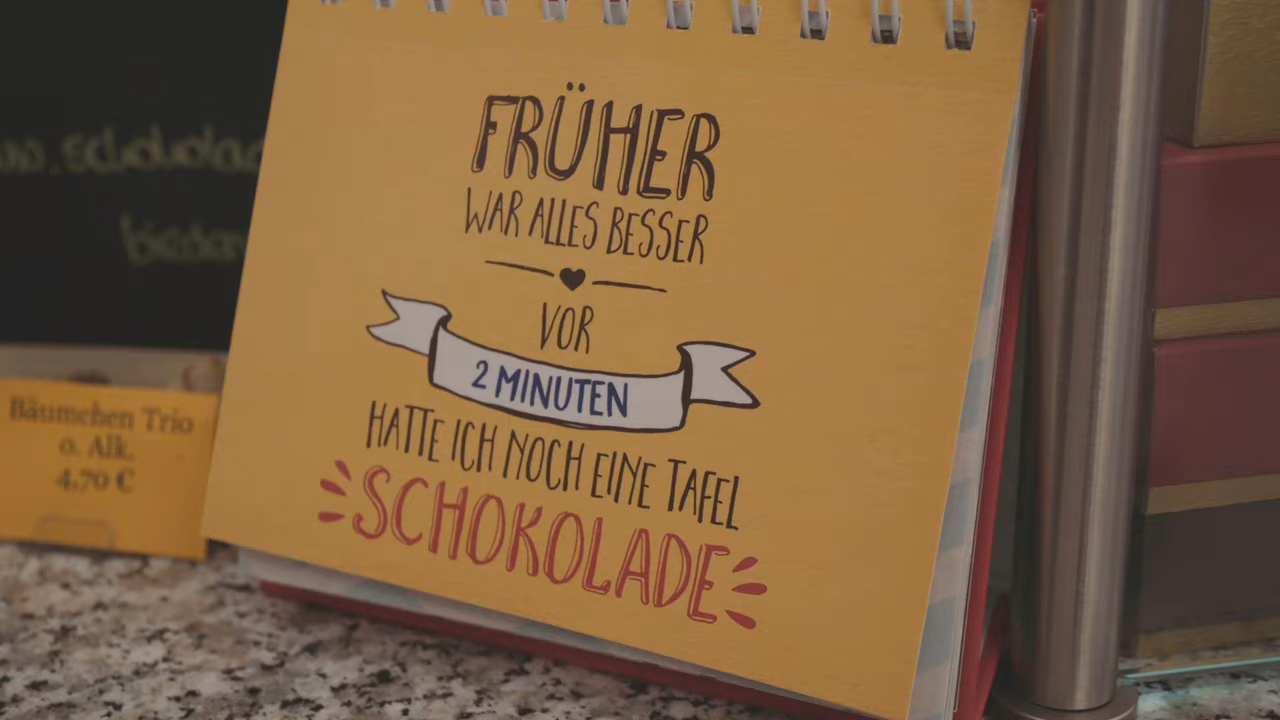 FRÜHER
WAR ALLES BESSER
VOR
2 MINUTEN
HATTE ICH NOCH EINE TAFEL
SCHOKOLADE
Bäumchen Trio
o. Alk.
4,70 €